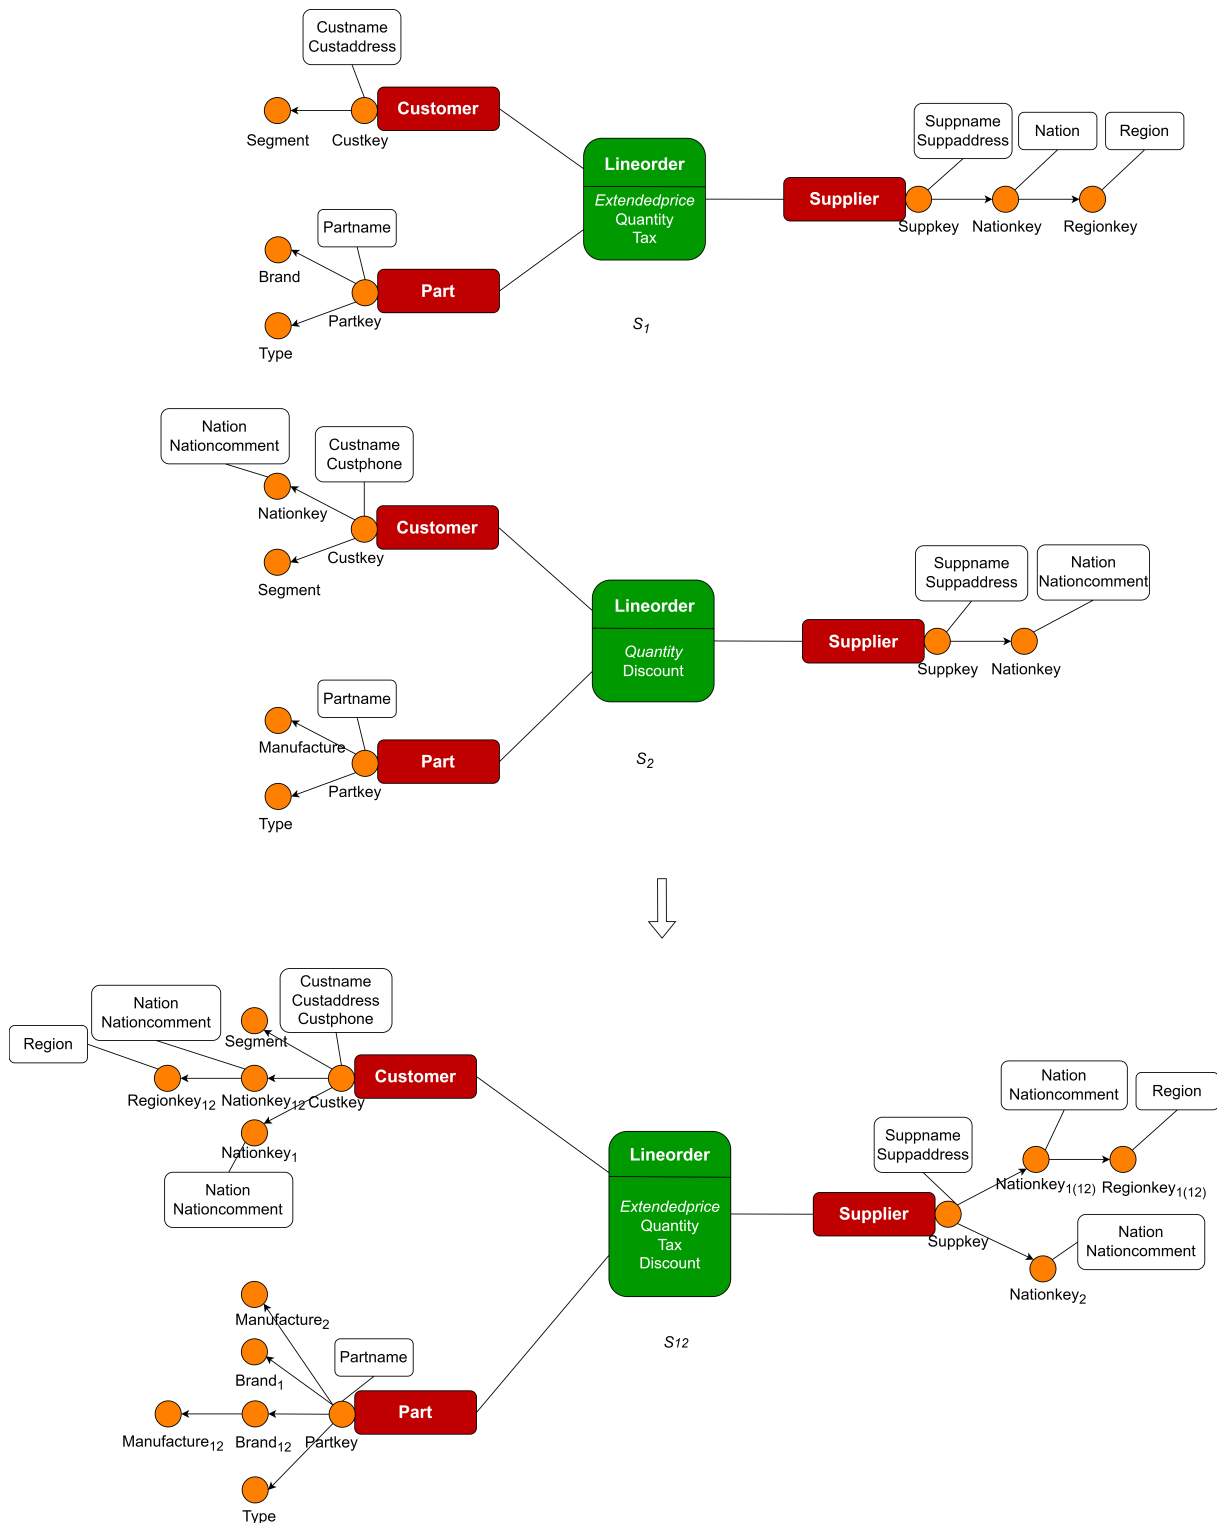 Custname
Custaddress
Customer
Segment
Custkey
Lineorder
Extendedprice
Quantity
Tax
Suppname
Suppaddress
Nation
Region
Supplier
Suppkey
Nationkey
Regionkey
Partname
Brand
Part
Partkey
Type
S1
Nation
Nationcomment
Custname
Custphone
Nationkey
Customer
Custkey
Segment
Lineorder
Quantity
Discount
Suppname
Suppaddress
Nation
Nationcomment
Supplier
Suppkey
Nationkey
Partname
Manufacture
Part
Partkey
Type
S2
Custname
Custaddress
Custphone
Nation
Nationcomment
Region
Segment
Customer
Regionkey12
Nationkey12
Custkey
Nationkey1
Nation
Nationcomment
Lineorder
Extendedprice
Quantity
Tax
Discount
Nation
Nationcomment
Region
Suppname
Suppaddress
Nationkey1(12)
Regionkey1(12)
Supplier
Suppkey
Nation
Nationcomment
Nationkey2
Manufacture2
Partname
Brand1
Part
Manufacture12
Brand12
Partkey
Type
S12